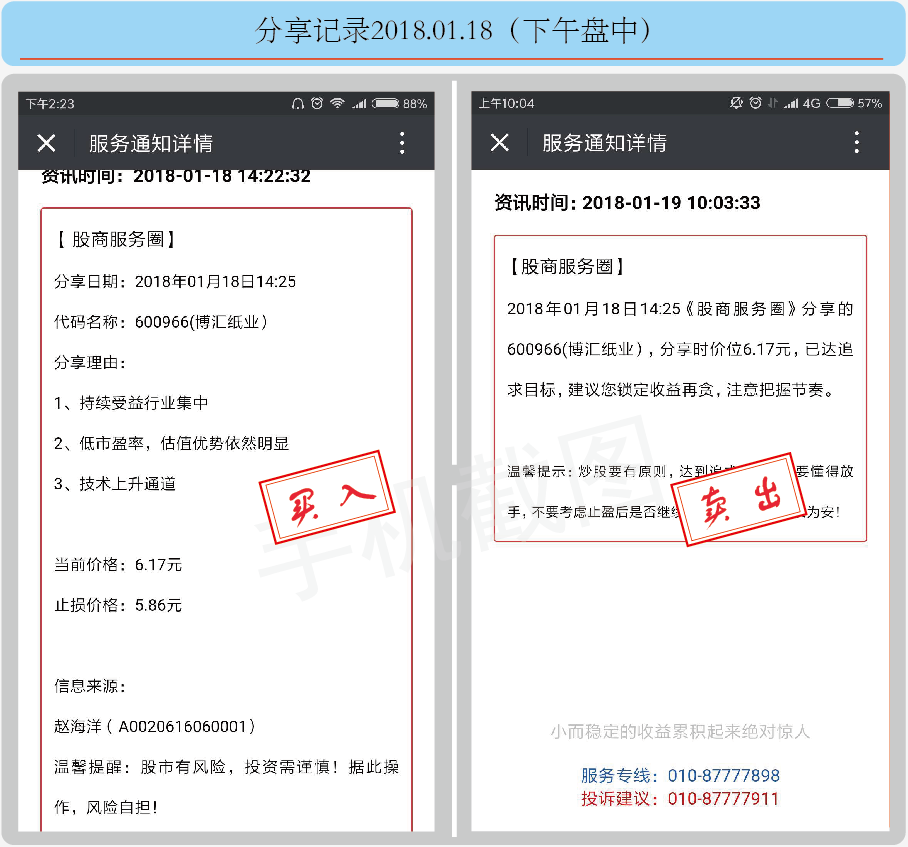 分享记录2018.01.18（下午盘中）
下午2:23
88%
服务通知详情
资讯时间：2018-01-18 14:22:32
【 股商服务圈】
分享日期：2018年01月18日14:25
代码名称：600966(博汇纸业）
分享理由：
1、持续受益行业集中
2、低市盈率，估值优势依然明显
3、技术上升通道
买入
当前价格：6.17元
止损价格：5.86元
信息来源：
赵海洋（ A0020616060001）
温馨提醒：股市有风险，投资需谨慎！据此操
作，风险自担！
上午10:04
4G 57%
服务通知详情
资讯时间：2018-01-19 10:03:33
【股商服务圈】
2018年01月18日14:25《股商服务圈》分享的
600966(博汇纸业），分享时价位6.17元，已达追
求目标，建议您锁定收益再贪，注意把握节奏。
温馨提示：炒股要有原则，达到追 要懂得放
手，不要考虑止盈后是否继 为安！
卖出
手机截图
小而稳定的收益累积起来绝对惊人
服务专线：010-87777898
投诉建议：010-87777911